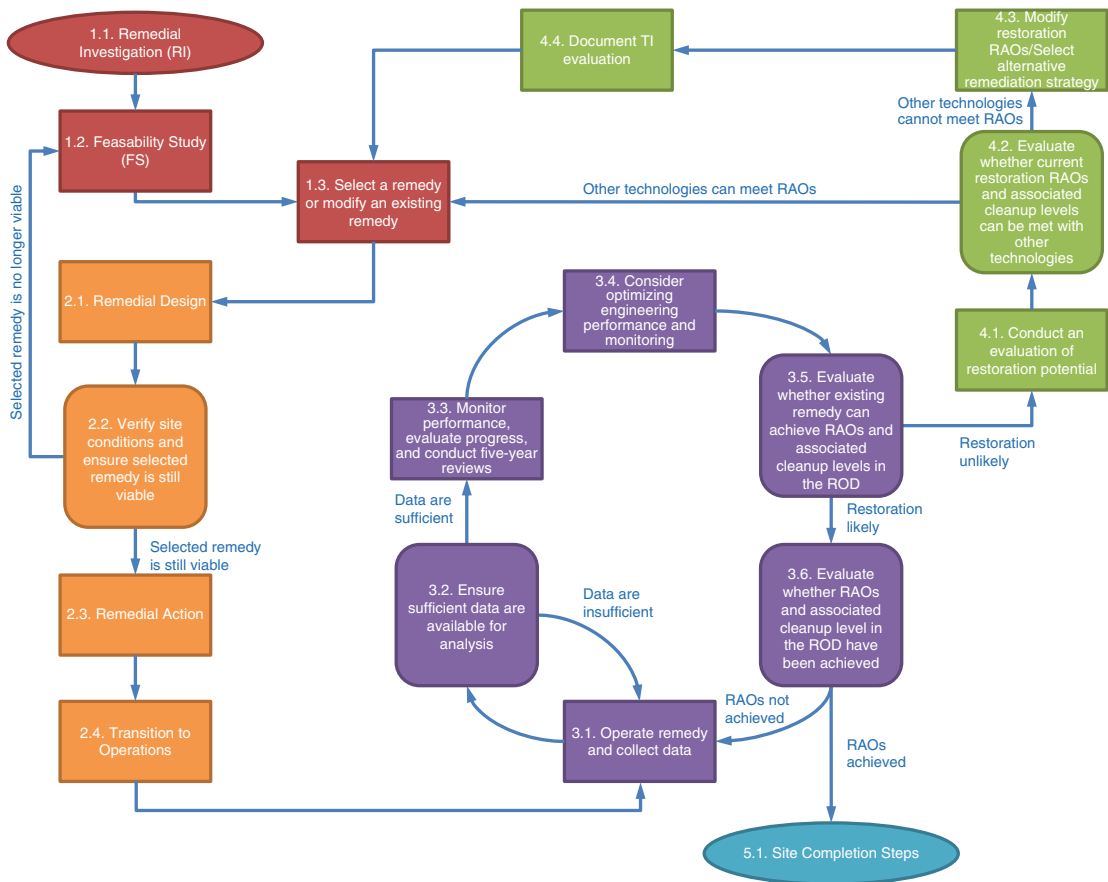 1.1. Remedial
Investigation (RI)
4.4. Document TI
evaluation
4.3. Modify
restoration
RAOs/Select
alternative
remediation strategy
Other technologies
cannot meet RAOs
1.2. Feasability Study
(FS)
1.3. Select a remedy
or modify an existing
remedy
Other technologies can meet RAOs
4.2. Evaluate
whether current
restoration RAOs
and associated
cleanup levels
can be met with
other
technologies
Selected remedy is no longer viable
2.1. Remedial Design
3.4. Consider
optimizing
engineering
performance and
monitoring
4.1. Conduct an
evaluation of
restoration potential
2.2. Verify site
conditions and
ensure selected
remedy is still
viable
3.3. Monitor
performance,
evaluate progress,
and conduct five-year
reviews
3.5. Evaluate
whether existing
remedy can
achieve RAOs and
associated
cleanup levels in
the ROD
Restoration
unlikely
Data are
sufficient
Restoration
likely
Selected remedy
is still viable
2.3. Remedial Action
3.2. Ensure
sufficient data are
available for
analysis
Data are
insufficient
3.6. Evaluate
whether RAOs
and associated
cleanup level in
the ROD have
been achieved
2.4. Transition to
Operations
3.1. Operate remedy
and collect data
RAOs not
achieved
RAOs
achieved
5.1. Site Completion Steps